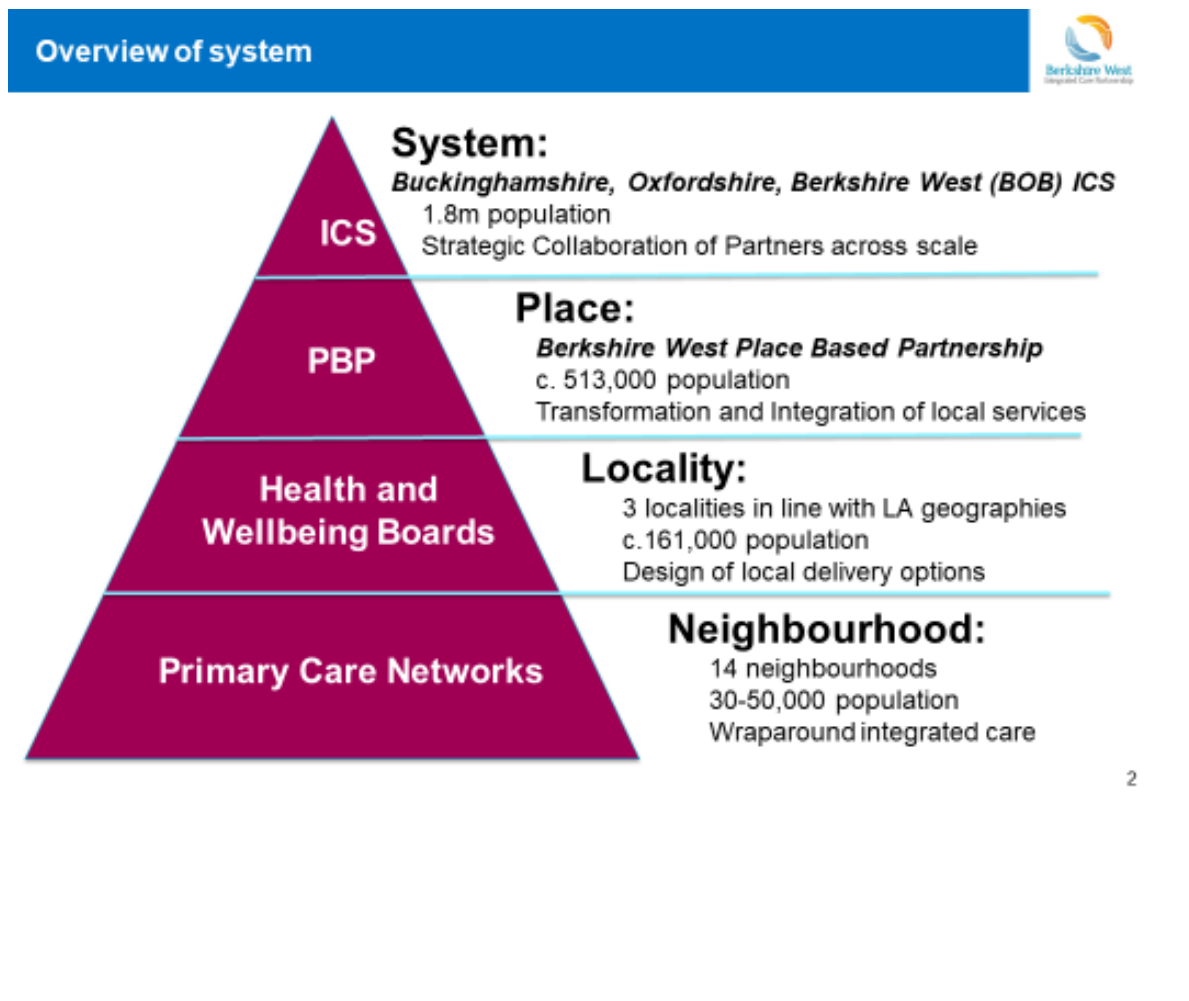 Overview of system
Berkshire West
Integrated Care Partnership
System:
Buckinghamshire, Oxfordshire, Berkshire West (BOB) ICS
1.8m population
Strategic Collaboration of Partners across scale
ICS
Place:
Berkshire West Place Based Partnership
c. 513,000 population
Transformation and Integration of local services
PBP
Locality:
3 localities in line with LA geographies
c.161,000 population
Design of local delivery options
Health and
Wellbeing Boards
Neighbourhood:
14 neighbourhoods
30-50,000 population
Wraparound integrated care
Primary Care Networks
2